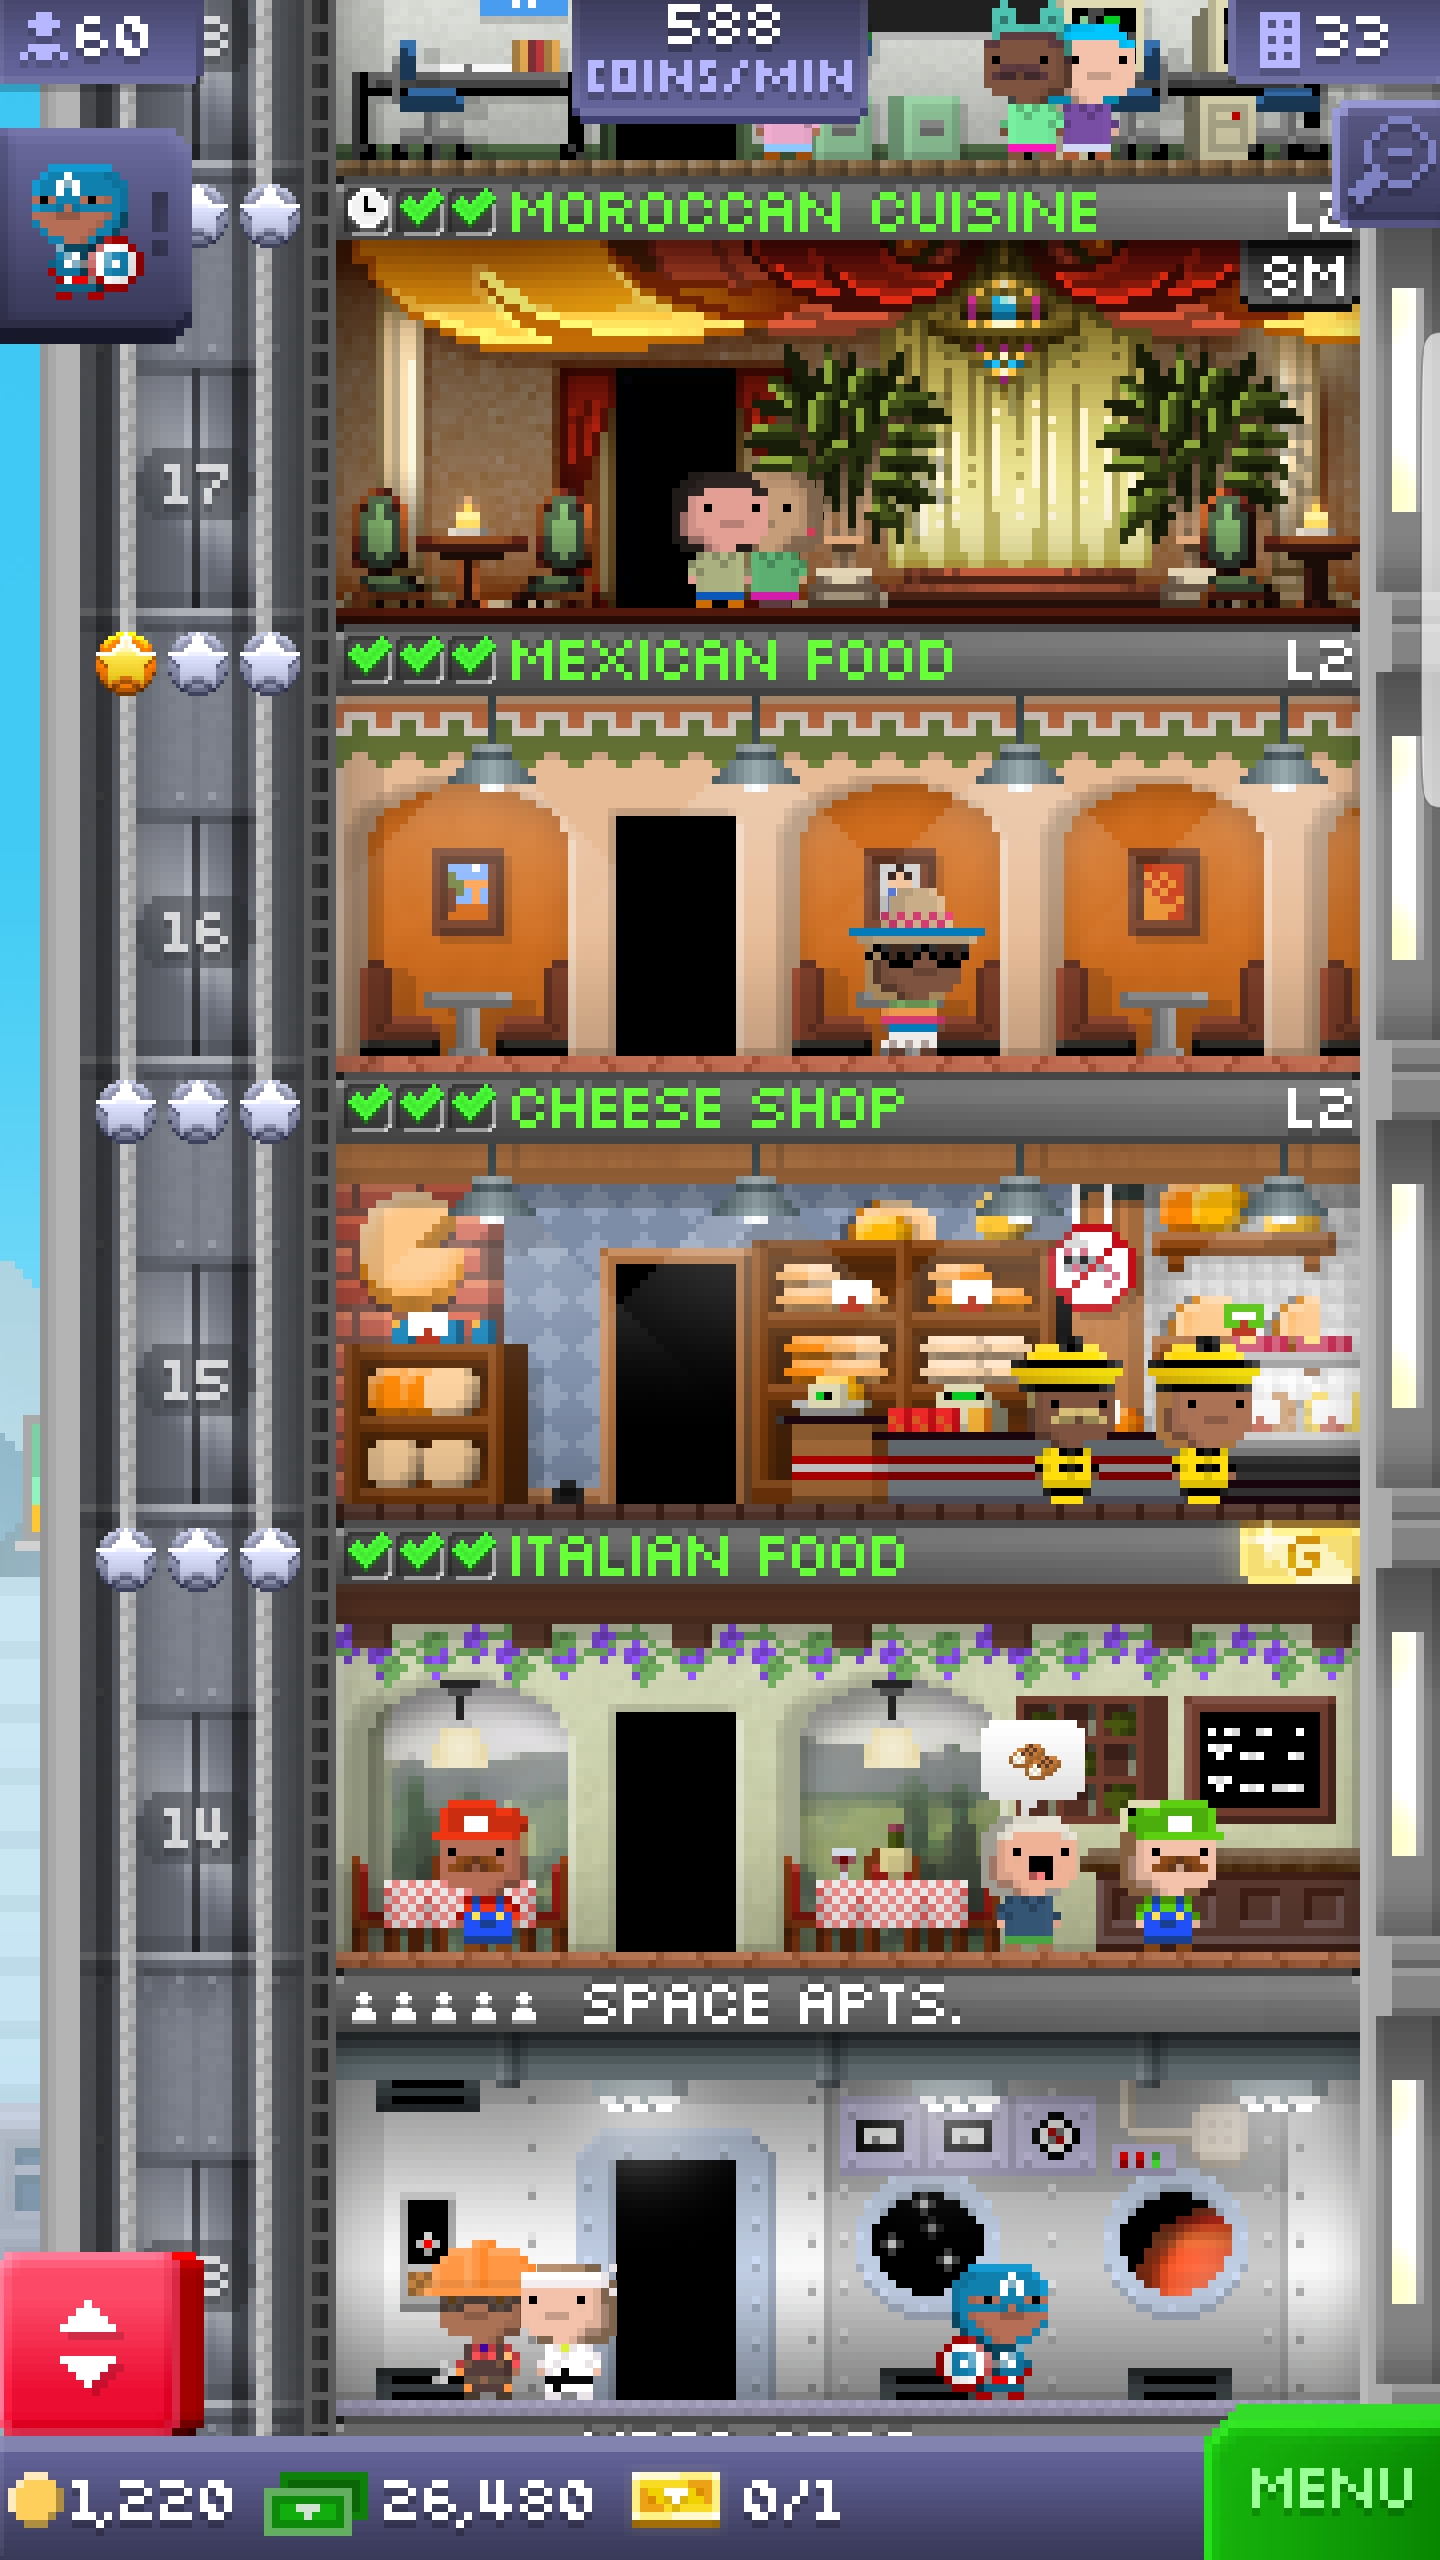 60
588
COINS/MIN
33
MOROCCAN CUISINE
8M
17
MEXICAN FOOD L2
16
CHEESE SHOP L2
15
ITALIAN FOOD G
14
SPACE APTS.
1,220 26,480 0/1
MENU